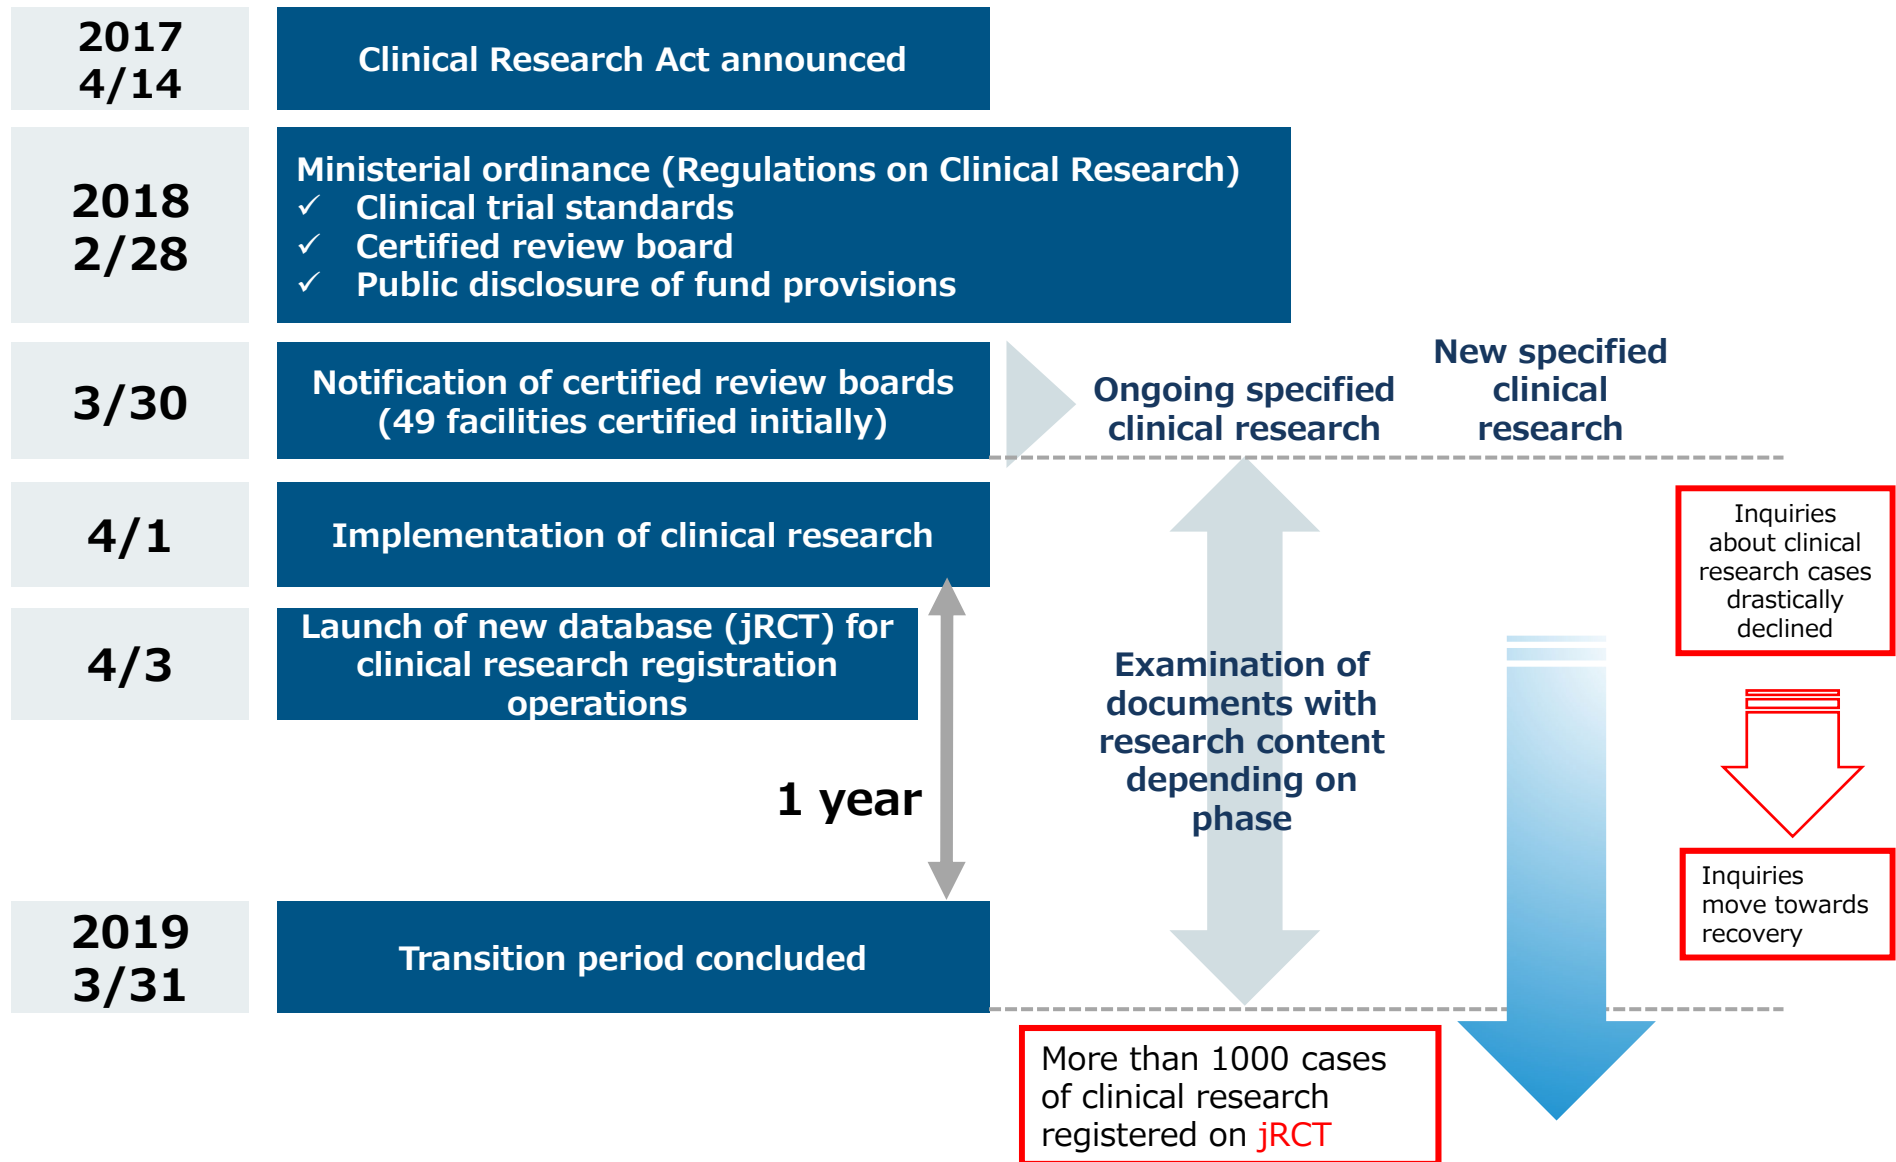 2017
4/14
Clinical Research Act announced
2018
2/28
Ministerial ordinance (Regulations on Clinical Research)
✓ Clinical trial standards
✓ Certified review board
✓ Public disclosure of fund provisions
3/30
Notification of certified review boards
(49 facilities certified initially)
Ongoing specified
clinical research
New specified
clinical
research
4/1
Implementation of clinical research
Inquiries
about clinical
research cases
drastically
declined
4/3
Launch of new database (jRCT) for
clinical research registration
operations
Examination of
documents with
research content
depending on
phase
1 year
Inquiries
move towards
recovery
2019
3/31
Transition period concluded
More than 1000 cases
of clinical research
registered on jRCT